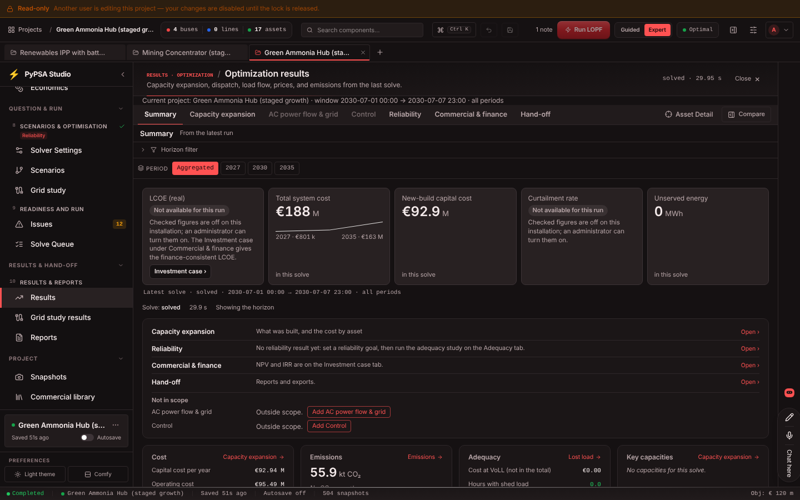 Read-only Another user is editing this project — your changes are disabled until the lock is released.
Projects / Green Ammonia Hub (staged gr... 4 buses 0 lines 17 assets Search components... Ctrl K 1 note Run LOPF Guided Expert Optimal A
Renewables IPP with batt... Mining Concentrator (stag... Green Ammonia Hub (sta... × +
PyPSA Studio
Economics
QUESTION & RUN
SCENARIOS & OPTIMISATION
Reliability
Solver Settings
Scenarios
Grid study
READINESS AND RUN
Issues 12
Solve Queue
RESULTS & HAND-OFF
RESULTS & REPORTS
Results
Grid study results
Reports
PROJECT
Snapshots
Commercial library
Green Ammonia Hub (s... ...
Saved 51s ago Autosave
PREFERENCES
Light theme Comfy
RESULTS · OPTIMIZATION / Optimization results
Capacity expansion, dispatch, load flow, prices, and emissions from the last solve.
solved · 29.95 s Close ×
Current project: Green Ammonia Hub (staged growth) · window 2030-07-01 00:00 → 2030-07-07 23:00 · all periods
Summary Capacity expansion AC power flow & grid Control Reliability Commercial & finance Hand-off Asset Detail Compare
Summary From the latest run
Horizon filter
PERIOD Aggregated 2027 2030 2035
LCOE (real)
Not available for this run
Checked figures are off on this
installation; an administrator can
turn them on. The Investment case
under Commercial & finance gives
the finance-consistent LCOE.
Investment case ›
Total system cost
€188 M
2027 · €801 k 2035 · €163 M
in this solve
New-build capital cost
€92.9 M
in this solve
Curtailment rate
Not available for this run
Checked figures are off on this
installation; an administrator can
turn them on.
Unserved energy
0 MWh
in this solve
Latest solve · solved · 2030-07-01 00:00 → 2030-07-07 23:00 · all periods
Solve: solved 29.9 s Showing the horizon
Capacity expansion What was built, and the cost by asset Open ›
Reliability No reliability result yet: set a reliability goal, then run the adequacy study on the Adequacy tab. Open ›
Commercial & finance NPV and IRR are on the Investment case tab. Open ›
Hand-off Reports and exports. Open ›
Not in scope
AC power flow & grid Outside scope. Add AC power flow & grid
Control Outside scope. Add Control
Cost Capacity expansion →
Capital cost per year €92.94 M
Operating cost €95.49 M
Emissions Emissions →
55.9 kt CO₂
Adequacy Lost load →
Cost at VoLL (not in the total) €0.00
Hours with shed load 0.0
Key capacities Capacity expansion →
No capacities for this solve.
Chat here
Completed Green Ammonia Hub (staged growth) Saved 51s ago Autosave off 504 snapshots Obj: € 120 m